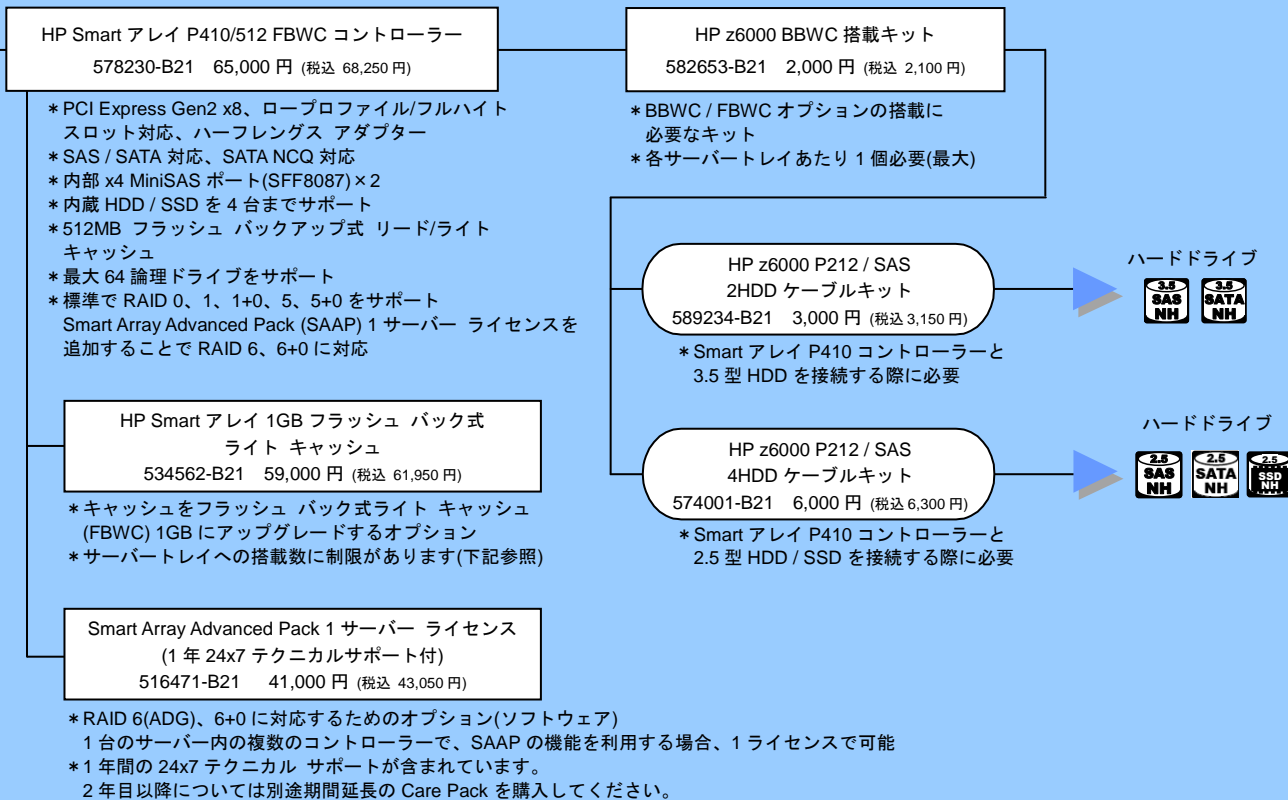 HP Smart アレイ P410/512 FBWC コントローラー
578230-B21 65,000 円 (税込 68,250 円)
＊PCI Express Gen2 x8、ロープロファイル/フルハイト
スロット対応、ハーフレングス アダプター
＊SAS / SATA 対応、SATA NCQ 対応
＊内部 x4 MiniSAS ポート(SFF8087)×2
＊内蔵 HDD / SSD を 4 台までサポート
＊512MB フラッシュ バックアップ式 リード/ライト
キャッシュ
＊最大 64 論理ドライブをサポート
＊標準で RAID 0、1、1+0、5、5+0 をサポート
Smart Array Advanced Pack (SAAP) 1 サーバー ライセンスを
追加することで RAID 6、6+0 に対応
HP Smart アレイ 1GB フラッシュ バック式
ライト キャッシュ
534562-B21 59,000 円 (税込 61,950 円)
＊キャッシュをフラッシュ バック式ライト キャッシュ
(FBWC) 1GB にアップグレードするオプション
＊サーバートレイへの搭載数に制限があります(下記参照)
Smart Array Advanced Pack 1 サーバー ライセンス
(1 年 24x7 テクニカルサポート付)
516471-B21 41,000 円 (税込 43,050 円)
＊RAID 6(ADG)、6+0 に対応するためのオプション(ソフトウェア)
1 台のサーバー内の複数のコントローラーで、SAAP の機能を利用する場合、1 ライセンスで可能
＊1 年間の 24x7 テクニカル サポートが含まれています。
2 年目以降については別途期間延長の Care Pack を購入してください。
HP z6000 BBWC 搭載キット
582653-B21 2,000 円 (税込 2,100 円)
＊BBWC / FBWC オプションの搭載に
必要なキット
＊各サーバートレイあたり 1 個必要(最大)
HP z6000 P212 / SAS
2HDD ケーブルキット
589234-B21 3,000 円 (税込 3,150 円)
＊Smart アレイ P410 コントローラーと
3.5 型 HDD を接続する際に必要
ハードドライブ
3.5 SAS NH
3.5 SATA NH
HP z6000 P212 / SAS
4HDD ケーブルキット
574001-B21 6,000 円 (税込 6,300 円)
＊Smart アレイ P410 コントローラーと
2.5 型 HDD / SSD を接続する際に必要
ハードドライブ
2.5 SAS NH
2.5 SATA NH
2.5 SSD NH